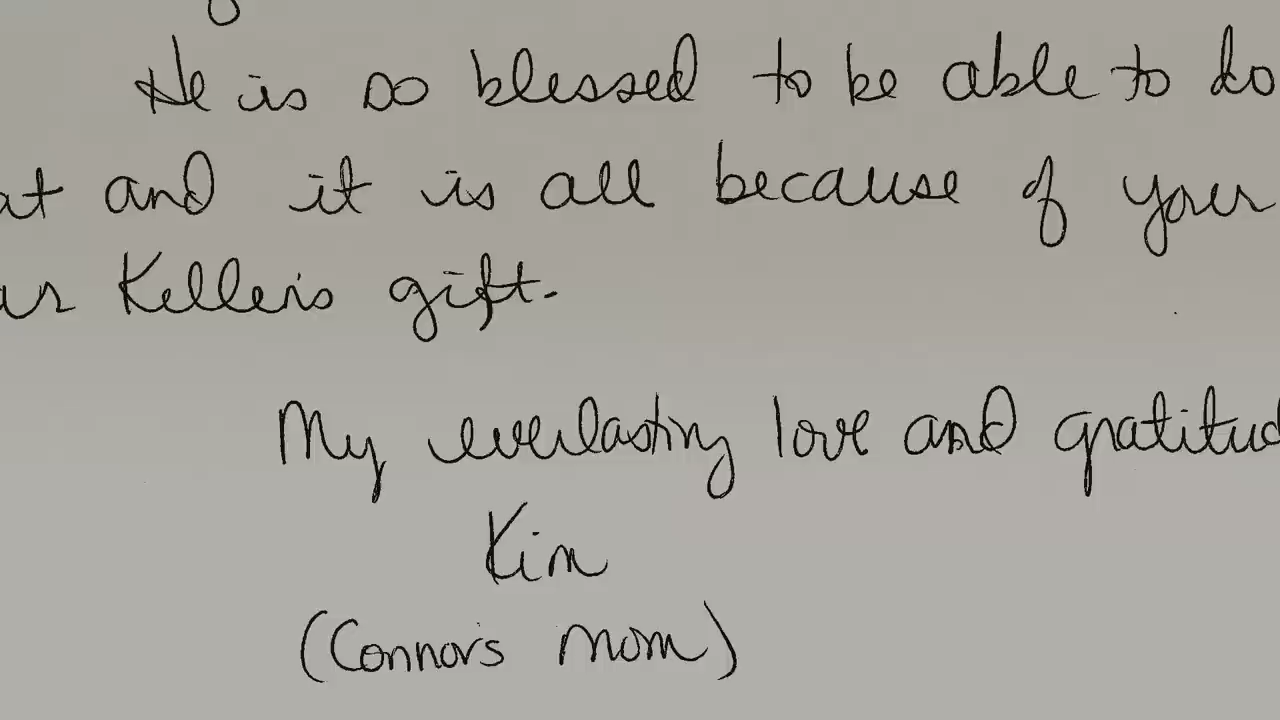 He is so blessed to be able to do
at and it is all because of your
ar Keller's gift.
My everlasting love and gratitud
Kim
(Connor's mom)